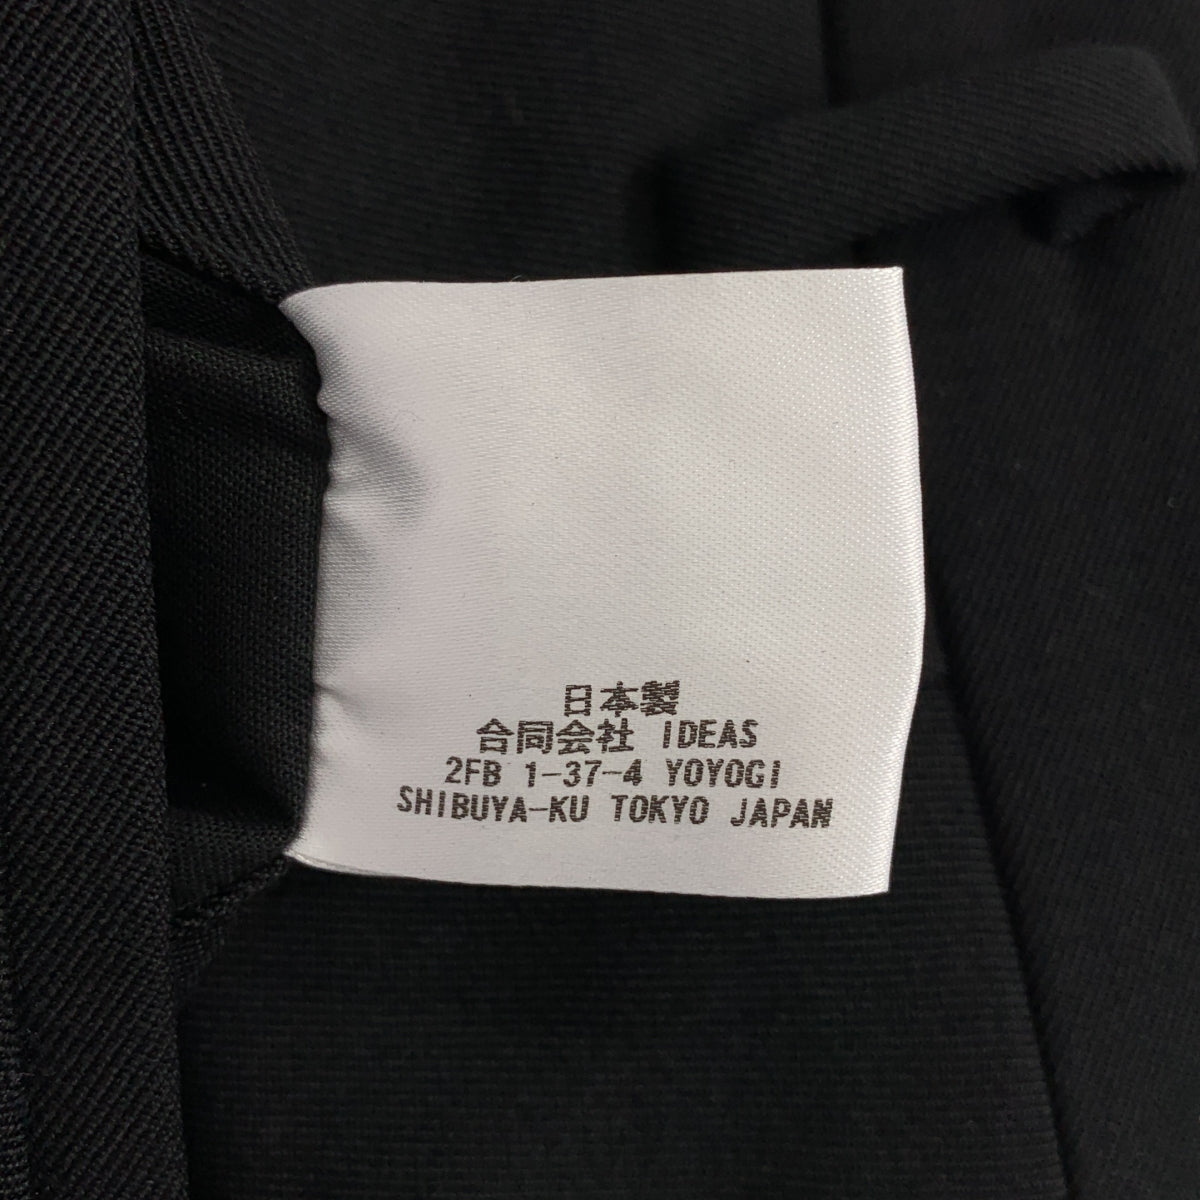 日本製
合同会社 IDEAS
2FB 1-37-4 YOYOGI
SHIBUYA-KU TOKYO JAPAN